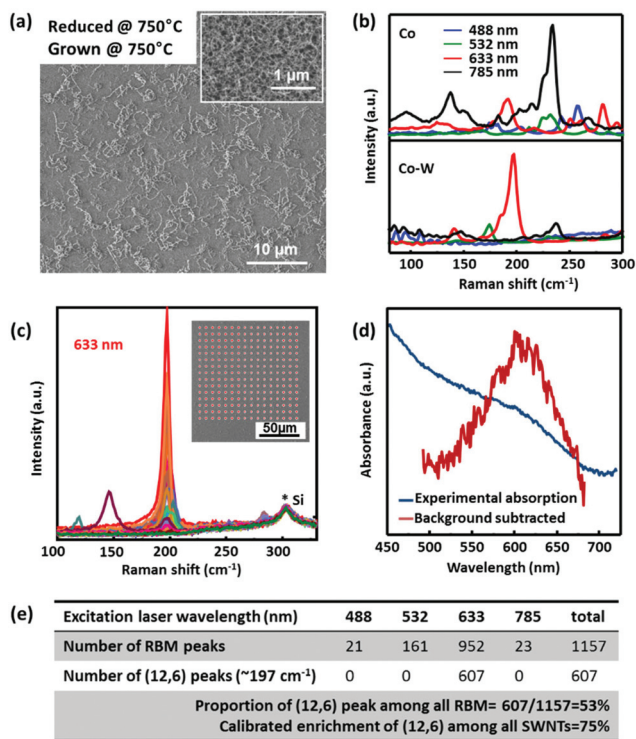 (a)
Reduced @ 750°C
Grown @ 750°C
1 μm
10 μm
(b)
Co
488 nm
532 nm
633 nm
785 nm
Co-W
Intensity (a.u.)
100 150 200 250 300
Raman shift (cm⁻¹)
(c)
633 nm
50μm
* Si
Intensity (a.u.)
100 150 200 250 300
Raman shift (cm⁻¹)
(d)
Absorbance (a.u.)
Experimental absorption
Background subtracted
450 500 550 600 650 700
Wavelength (nm)
(e)
Excitation laser wavelength (nm) 488 532 633 785 total
Number of RBM peaks 21 161 952 23 1157
Number of (12,6) peaks (~197 cm⁻¹) 0 0 607 0 607
Proportion of (12,6) peak among all RBM= 607/1157=53%
Calibrated enrichment of (12,6) among all SWNTs=75%